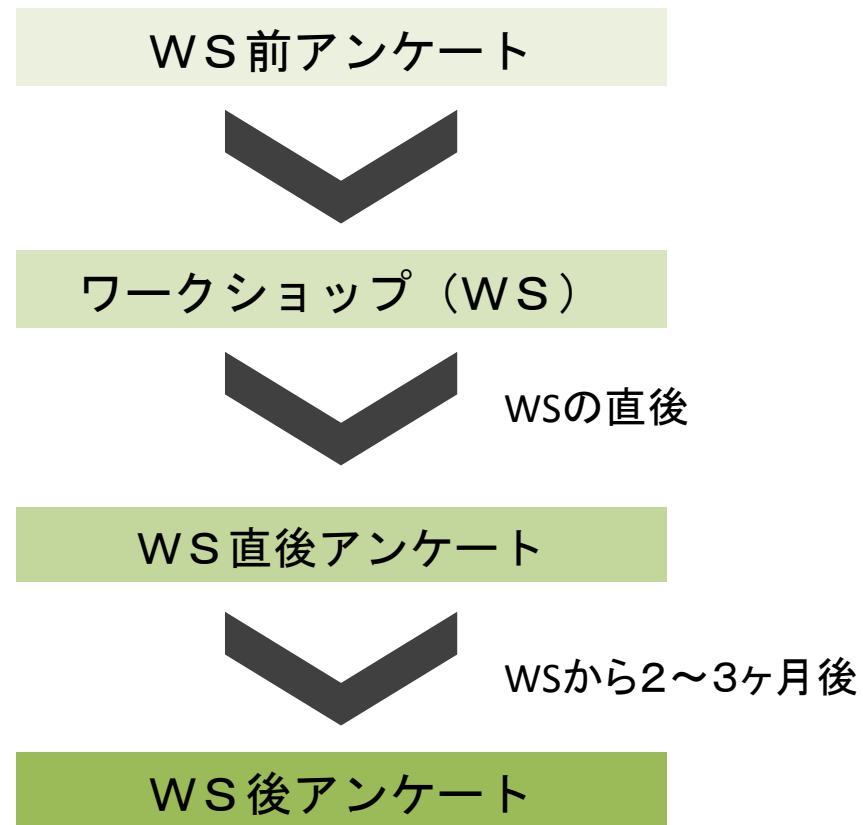 ＷＳ前アンケート
ワークショップ（ＷＳ）
WSの直後
ＷＳ直後アンケート
WSから２～３ヶ月後
ＷＳ後アンケート